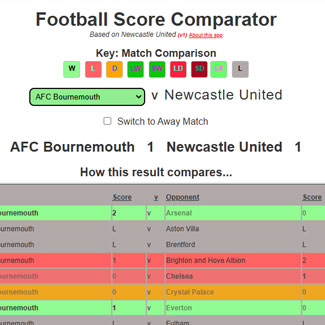 Football Score Comparator
Based on Newcastle United (v1) About this app
Key: Match Comparison
W L D LW DW LD SD L
AFC Bournemouth v Newcastle United
Switch to Away Match
AFC Bournemouth 1 Newcastle United 1
How this result compares...
Score v Opponent Score
ournemouth 2 v Arsenal 0
ournemouth L v Aston Villa L
ournemouth L v Brentford L
ournemouth 1 v Brighton and Hove Albion 2
ournemouth 0 v Chelsea 1
ournemouth 0 v Crystal Palace 0
ournemouth 1 v Everton 0
ournemouth L v Fulham L